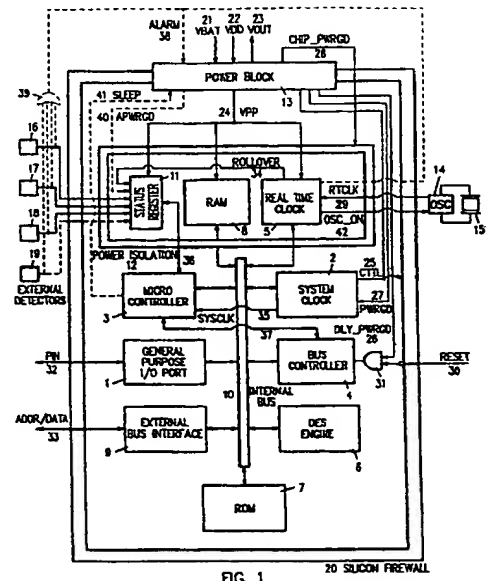 21 22 23
VBAT VDD VOUT
ALARM
38
CHIP_PWRGD
28
POWER BLOCK
13
41 SLEEP
39
40 APWRGD
24 VPP
16
17
18
19
EXTERNAL
DETECTORS
11
STATUS
REGISTER
ROLLOVER
34
RAM
8
REAL TIME
CLOCK
5
RTCLK
29
OSC_ON
42
14
OSC
15
POWER ISOLATION
12
36
MICRO
CONTROLLER
3
2
SYSTEM
CLOCK
25
CTTL
27
PWRGD
35
SYSCLK
37
DLY_PWRGD
26
PIN
32
GENERAL
PURPOSE
I/O PORT
1
BUS
CONTROLLER
4
31
RESET
30
10
INTERNAL
BUS
ADDR/DATA
33
EXTERNAL
BUS INTERFACE
9
DES
ENGINE
6
7
ROM
20 SILICON FIREWALL
FIG. 1